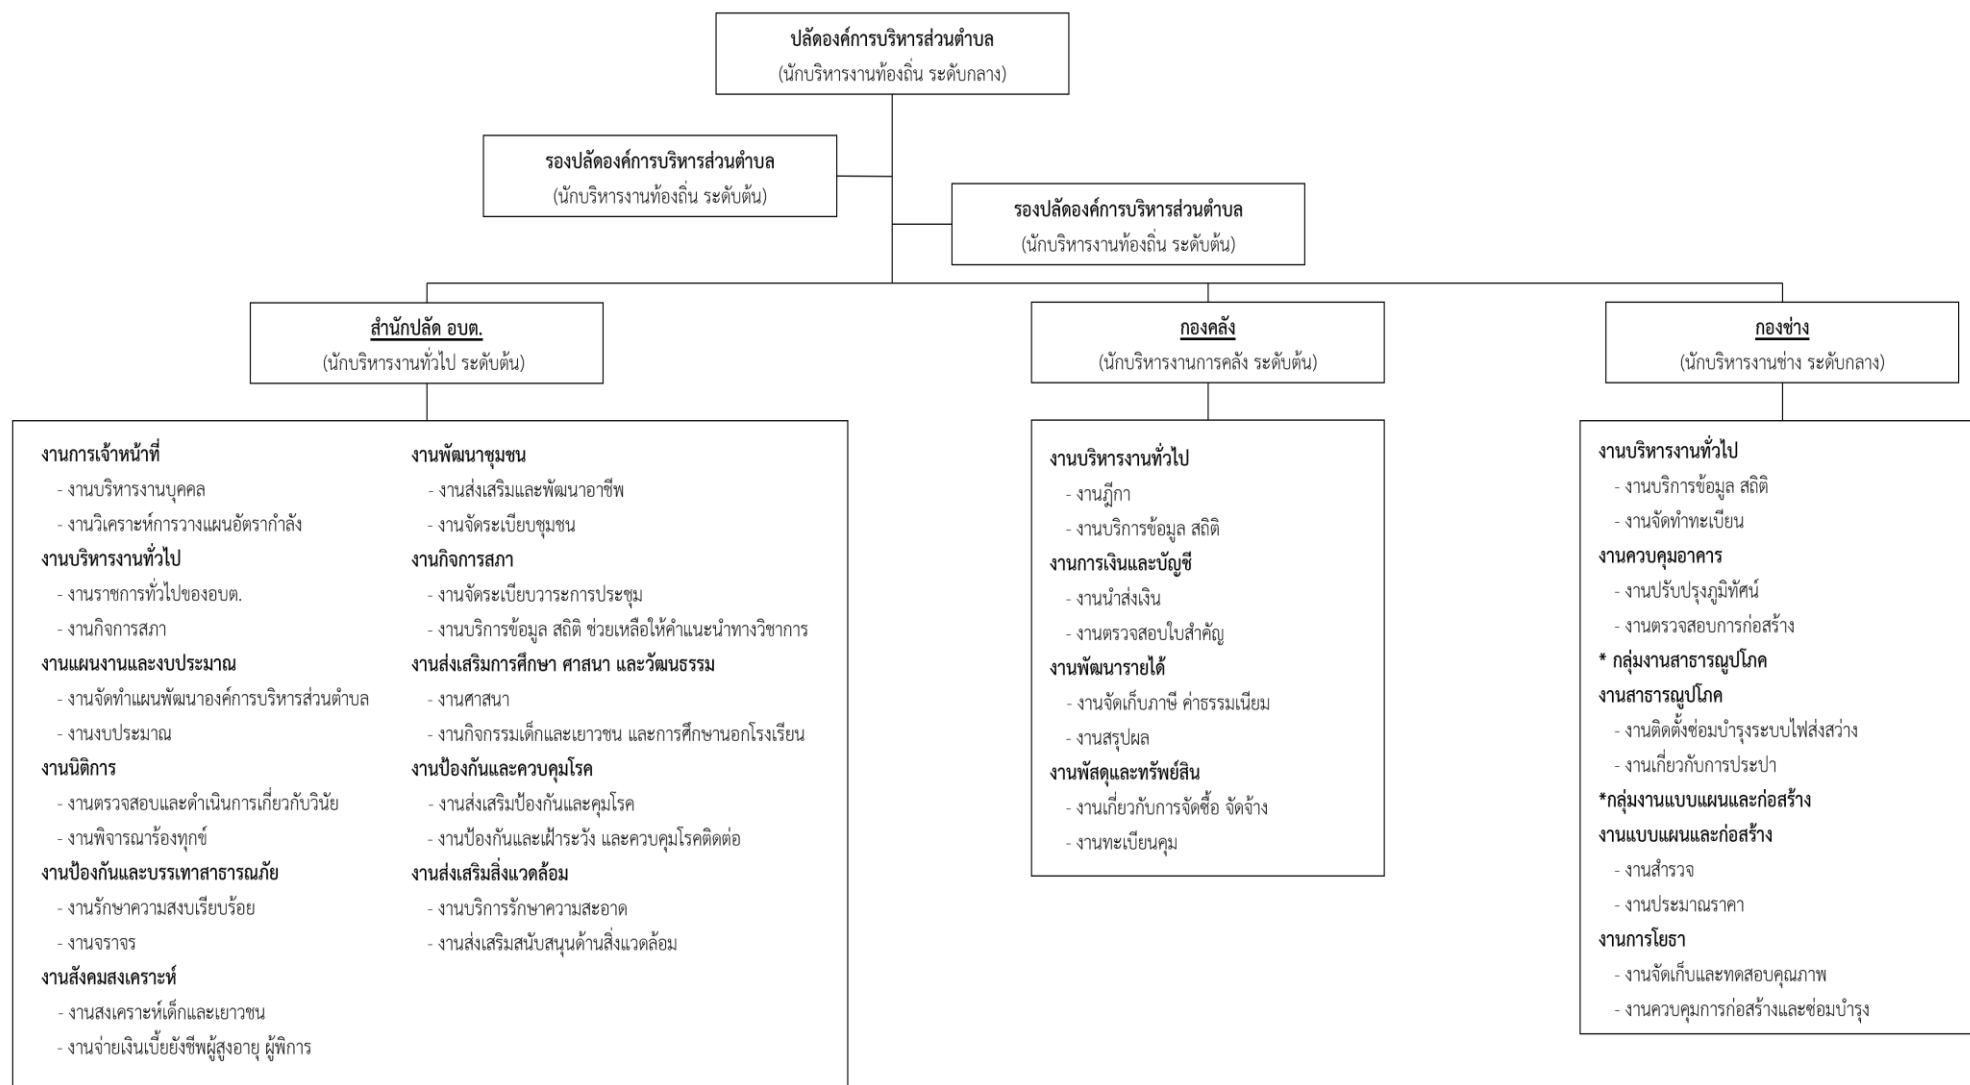 ปลัดองค์การบริหารส่วนตำบล
(นักบริหารงานท้องถิ่น ระดับกลาง)
รองปลัดองค์การบริหารส่วนตำบล
(นักบริหารงานท้องถิ่น ระดับต้น)
รองปลัดองค์การบริหารส่วนตำบล
(นักบริหารงานท้องถิ่น ระดับต้น)
สำนักปลัด อบต.
(นักบริหารงานทั่วไป ระดับต้น)
กองคลัง
(นักบริหารงานการคลัง ระดับต้น)
กองช่าง
(นักบริหารงานช่าง ระดับกลาง)
งานการเจ้าหน้าที่
- งานบริหารงานบุคคล
- งานวิเคราะห์การวางแผนอัตรากำลัง
งานบริหารงานทั่วไป
- งานราชการทั่วไปของอบต.
- งานกิจการสภา
งานแผนงานและงบประมาณ
- งานจัดทำแผนพัฒนาองค์การบริหารส่วนตำบล
- งานงบประมาณ
งานนิติการ
- งานตรวจสอบและดำเนินการเกี่ยวกับวินัย
- งานพิจารณาร้องทุกข์
งานป้องกันและบรรเทาสาธารณภัย
- งานรักษาความสงบเรียบร้อย
- งานจราจร
งานสังคมสงเคราะห์
- งานสงเคราะห์เด็กและเยาวชน
- งานจ่ายเงินเบี้ยยังชีพผู้สูงอายุ ผู้พิการ
งานพัฒนาชุมชน
- งานส่งเสริมและพัฒนาอาชีพ
- งานจัดระเบียบชุมชน
งานกิจการสภา
- งานจัดระเบียบวาระการประชุม
- งานบริการข้อมูล สถิติ ช่วยเหลือให้คำแนะนำทางวิชาการ
งานส่งเสริมการศึกษา ศาสนา และวัฒนธรรม
- งานศาสนา
- งานกิจกรรมเด็กและเยาวชน และการศึกษานอกโรงเรียน
งานป้องกันและควบคุมโรค
- งานส่งเสริมป้องกันและคุมโรค
- งานป้องกันและเฝ้าระวัง และควบคุมโรคติดต่อ
งานส่งเสริมสิ่งแวดล้อม
- งานบริการรักษาความสะอาด
- งานส่งเสริมสนับสนุนด้านสิ่งแวดล้อม
งานบริหารงานทั่วไป
- งานฎีกา
- งานบริการข้อมูล สถิติ
งานการเงินและบัญชี
- งานนำส่งเงิน
- งานตรวจสอบใบสำคัญ
งานพัฒนารายได้
- งานจัดเก็บภาษี ค่าธรรมเนียม
- งานสรุปผล
งานพัสดุและทรัพย์สิน
- งานเกี่ยวกับการจัดซื้อ จัดจ้าง
- งานทะเบียนคุม
งานบริหารงานทั่วไป
- งานบริการข้อมูล สถิติ
- งานจัดทำทะเบียน
งานควบคุมอาคาร
- งานปรับปรุงภูมิทัศน์
- งานตรวจสอบการก่อสร้าง
* กลุ่มงานสาธารณูปโภค
งานสาธารณูปโภค
- งานติดตั้งซ่อมบำรุงระบบไฟส่งสว่าง
- งานเกี่ยวกับการประปา
*กลุ่มงานแบบแผนและก่อสร้าง
งานแบบแผนและก่อสร้าง
- งานสำรวจ
- งานประมาณราคา
งานการโยธา
- งานจัดเก็บและทดสอบคุณภาพ
- งานควบคุมการก่อสร้างและซ่อมบำรุง